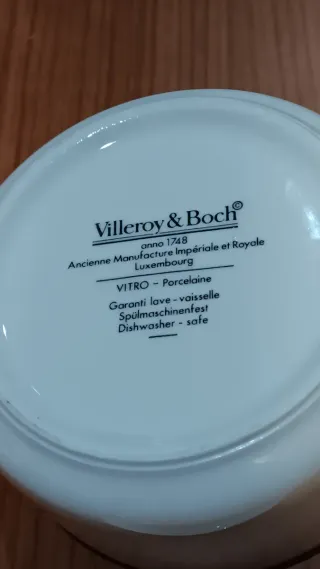 Villeroy & Boch©
anno 1748
Ancienne Manufacture Impériale et Royale
Luxembourg
VITRO – Porcelaine
Garanti lave - vaisselle
Spülmaschinenfest
Dishwasher - safe